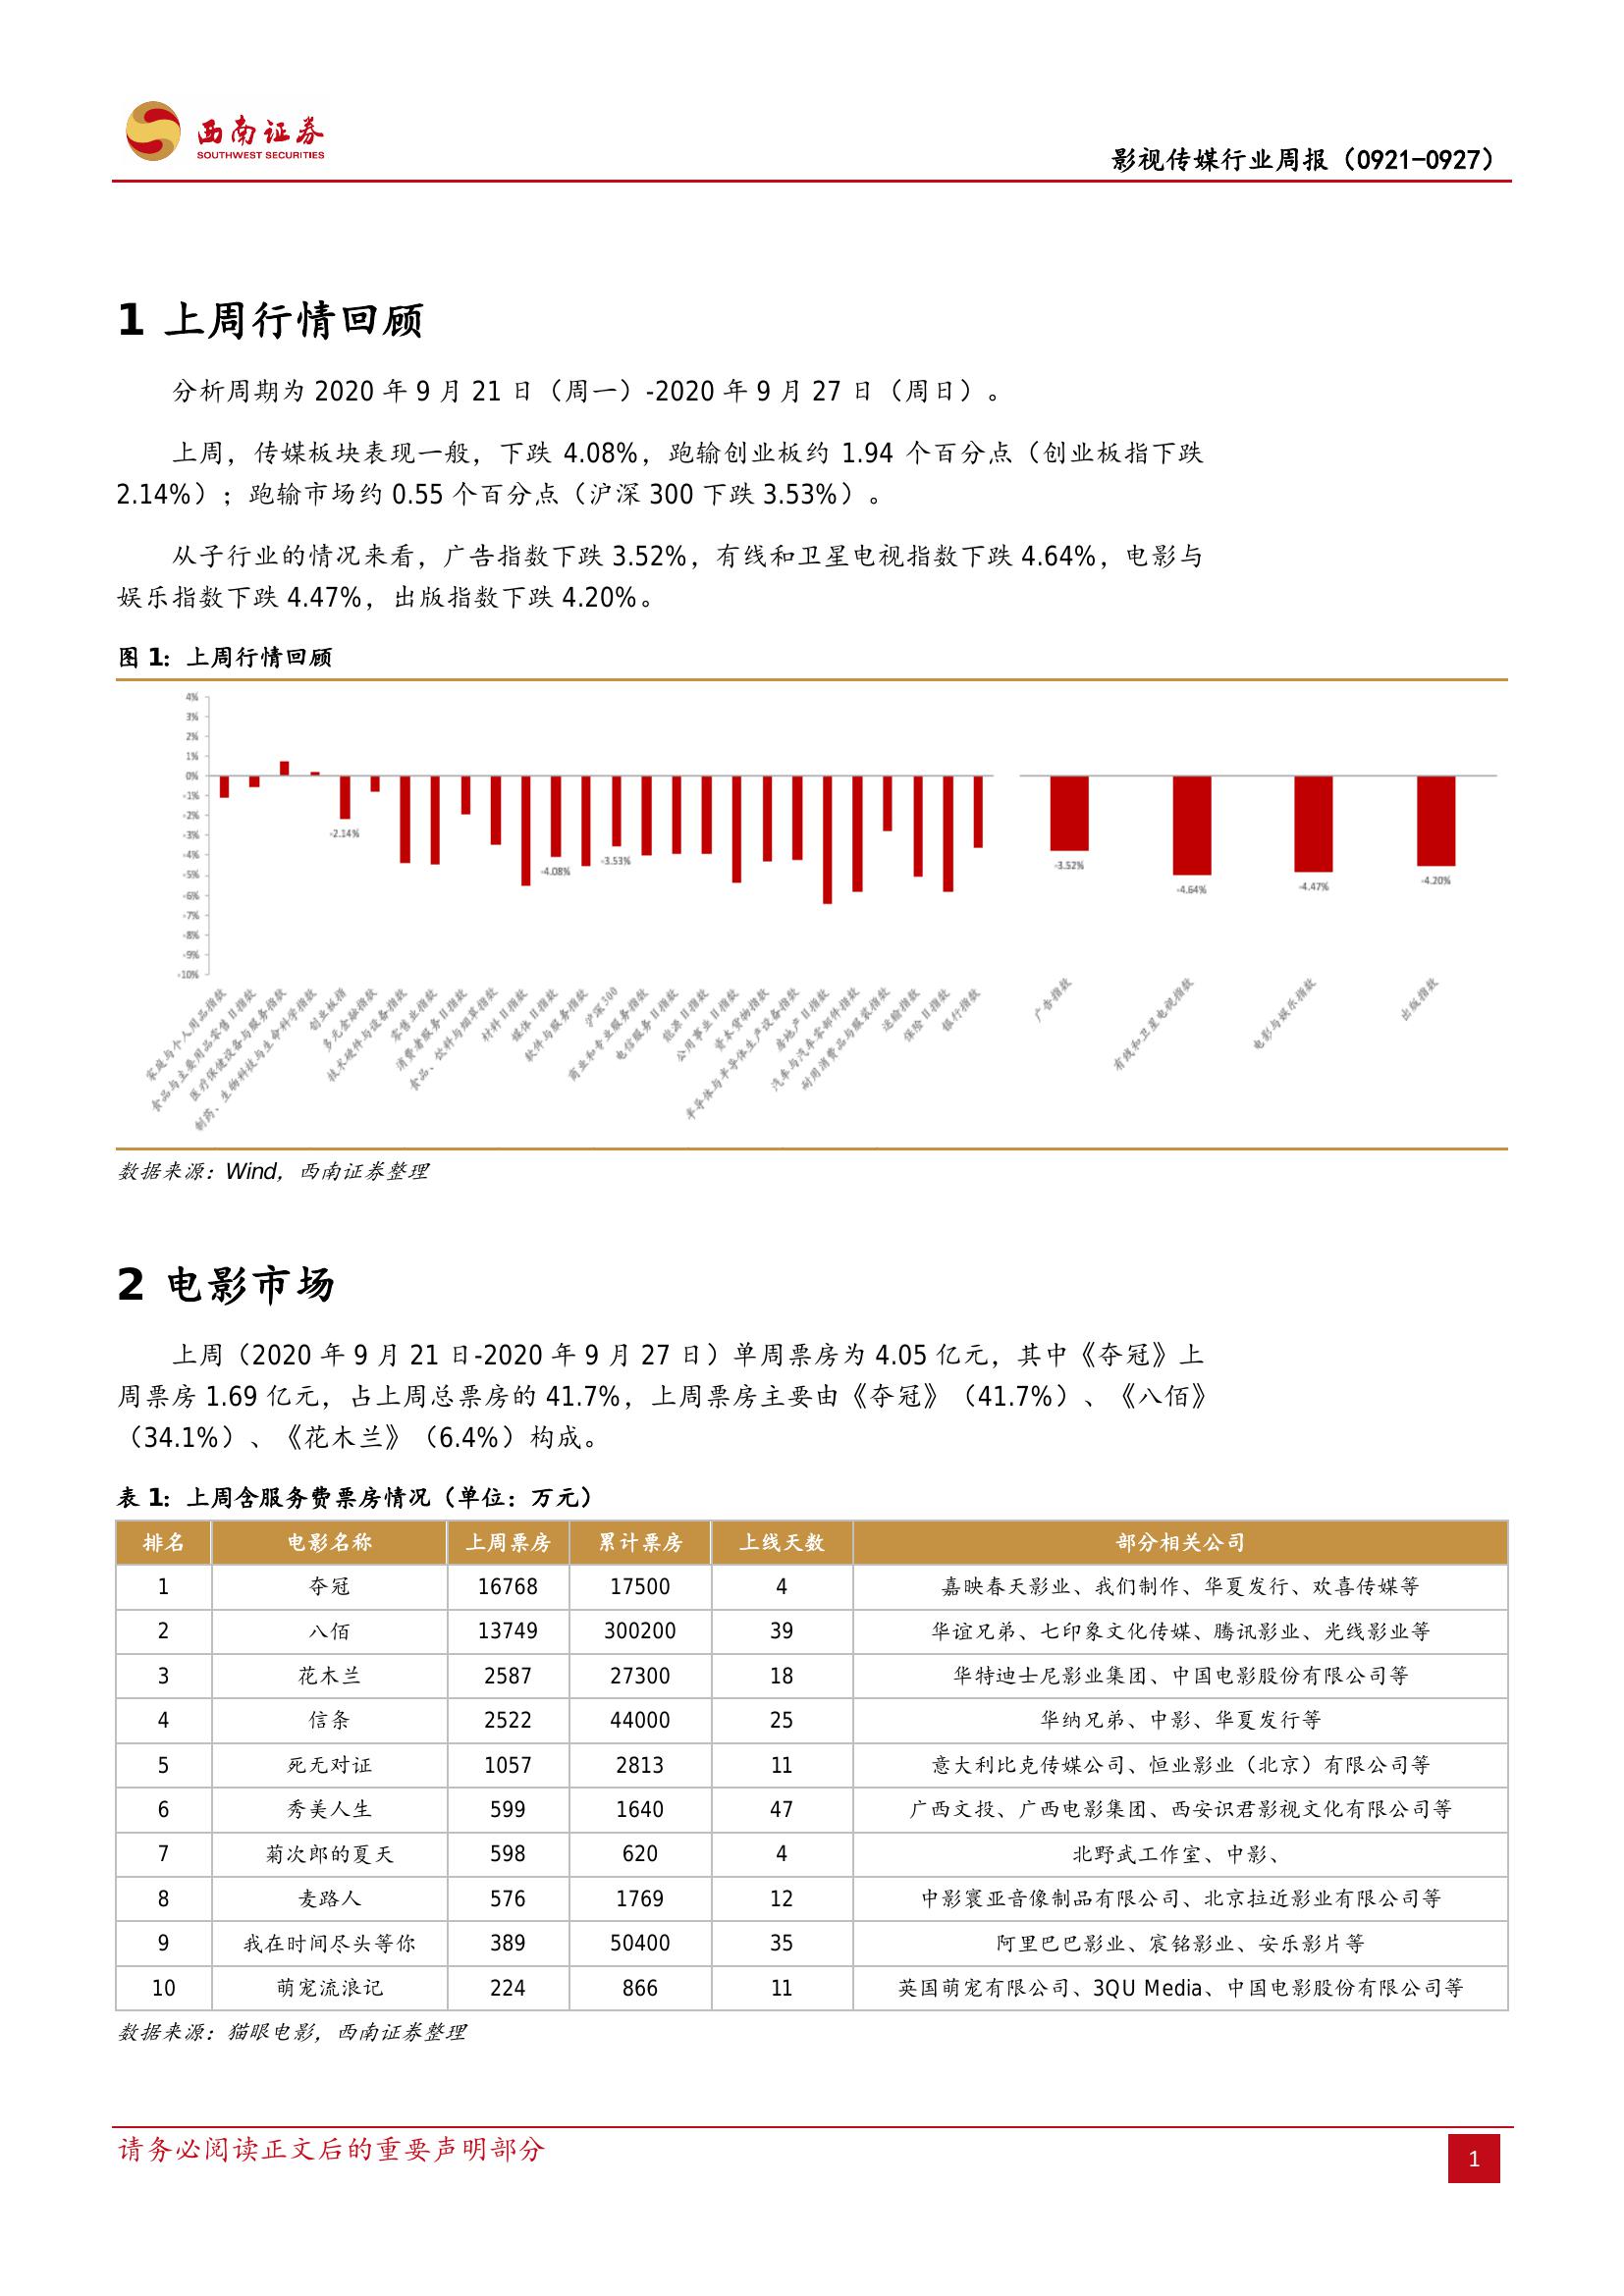 西南证券
SOUTHWEST SECURITIES
影视传媒行业周报（0921-0927）
1 上周行情回顾
分析周期为 2020 年 9 月 21 日（周一）-2020 年 9 月 27 日（周日）。
上周，传媒板块表现一般，下跌 4.08%，跑输创业板约 1.94 个百分点（创业板指下跌
2.14%）；跑输市场约 0.55 个百分点（沪深 300 下跌 3.53%）。
从子行业的情况来看，广告指数下跌 3.52%，有线和卫星电视指数下跌 4.64%，电影与
娱乐指数下跌 4.47%，出版指数下跌 4.20%。
图 1：上周行情回顾
4%
3%
2%
1%
0%
-1%
-2%
-3%
-4%
-5%
-6%
-7%
-8%
-9%
-10%
-2.14%
-4.08%
-3.53%
-3.52%
-4.64%
-4.47%
-4.20%
家庭与个人用品指数
食品与主要用品零售Ⅱ指数
医疗保健设备与服务指数
制药、生物科技与生命科学指数
创业板指
多元金融指数
技术硬件与设备指数
零售业指数
消费者服务Ⅱ指数
食品、饮料与烟草指数
材料Ⅱ指数
媒体Ⅱ指数
软件与服务指数
沪深300
商业和专业服务指数
电信服务Ⅱ指数
能源Ⅱ指数
公用事业Ⅱ指数
资本货物指数
半导体与半导体生产设备指数
房地产Ⅱ指数
汽车与汽车零部件指数
耐用消费品与服装指数
运输指数
保险Ⅱ指数
银行指数
广告指数
有线和卫星电视指数
电影与娱乐指数
出版指数
数据来源：Wind，西南证券整理
2 电影市场
上周（2020 年 9 月 21 日-2020 年 9 月 27 日）单周票房为 4.05 亿元，其中《夺冠》上
周票房 1.69 亿元，占上周总票房的 41.7%，上周票房主要由《夺冠》（41.7%）、《八佰》
（34.1%）、《花木兰》（6.4%）构成。
表 1：上周含服务费票房情况（单位：万元）
排名 电影名称 上周票房 累计票房 上线天数 部分相关公司
1 夺冠 16768 17500 4 嘉映春天影业、我们制作、华夏发行、欢喜传媒等
2 八佰 13749 300200 39 华谊兄弟、七印象文化传媒、腾讯影业、光线影业等
3 花木兰 2587 27300 18 华特迪士尼影业集团、中国电影股份有限公司等
4 信条 2522 44000 25 华纳兄弟、中影、华夏发行等
5 死无对证 1057 2813 11 意大利比克传媒公司、恒业影业（北京）有限公司等
6 秀美人生 599 1640 47 广西文投、广西电影集团、西安识君影视文化有限公司等
7 菊次郎的夏天 598 620 4 北野武工作室、中影、
8 麦路人 576 1769 12 中影寰亚音像制品有限公司、北京拉近影业有限公司等
9 我在时间尽头等你 389 50400 35 阿里巴巴影业、宸铭影业、安乐影片等
10 萌宠流浪记 224 866 11 英国萌宠有限公司、3QU Media、中国电影股份有限公司等
数据来源：猫眼电影，西南证券整理
请务必阅读正文后的重要声明部分
1